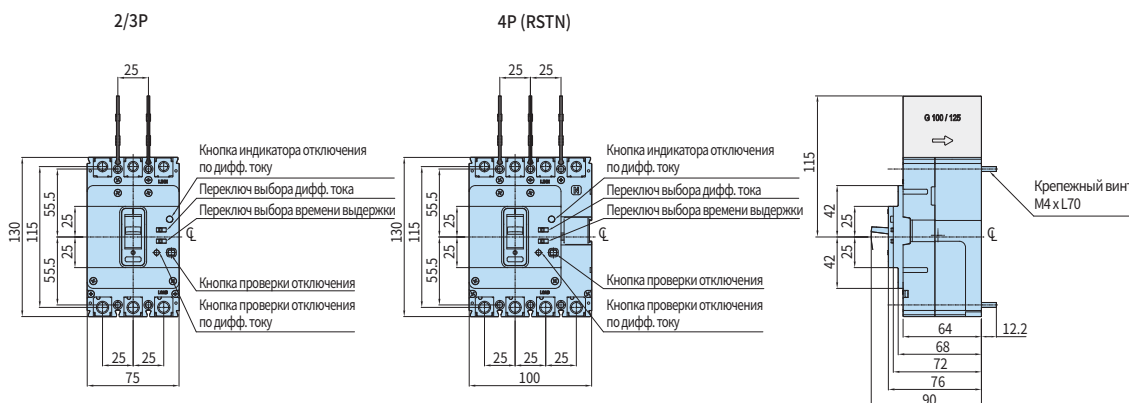 2/3P
25
Кнопка индикатора отключения
по дифф. току
Переключ выбора дифф. тока
Переключ выбора времени выдержки
Кнопка проверки отключения
Кнопка проверки отключения
по дифф. току
130
115
55.5
55.5
25
25
25
25
75
4P (RSTN)
25
25
Кнопка индикатора отключения
по дифф. току
Переключ выбора дифф. тока
Переключ выбора времени выдержки
Кнопка проверки отключения
Кнопка проверки отключения
по дифф. току
130
115
55.5
55.5
25
25
25
25
25
100
G 100 / 125
115
42
25
25
42
Крепежный винт
M4 x L70
64
12.2
68
72
76
90